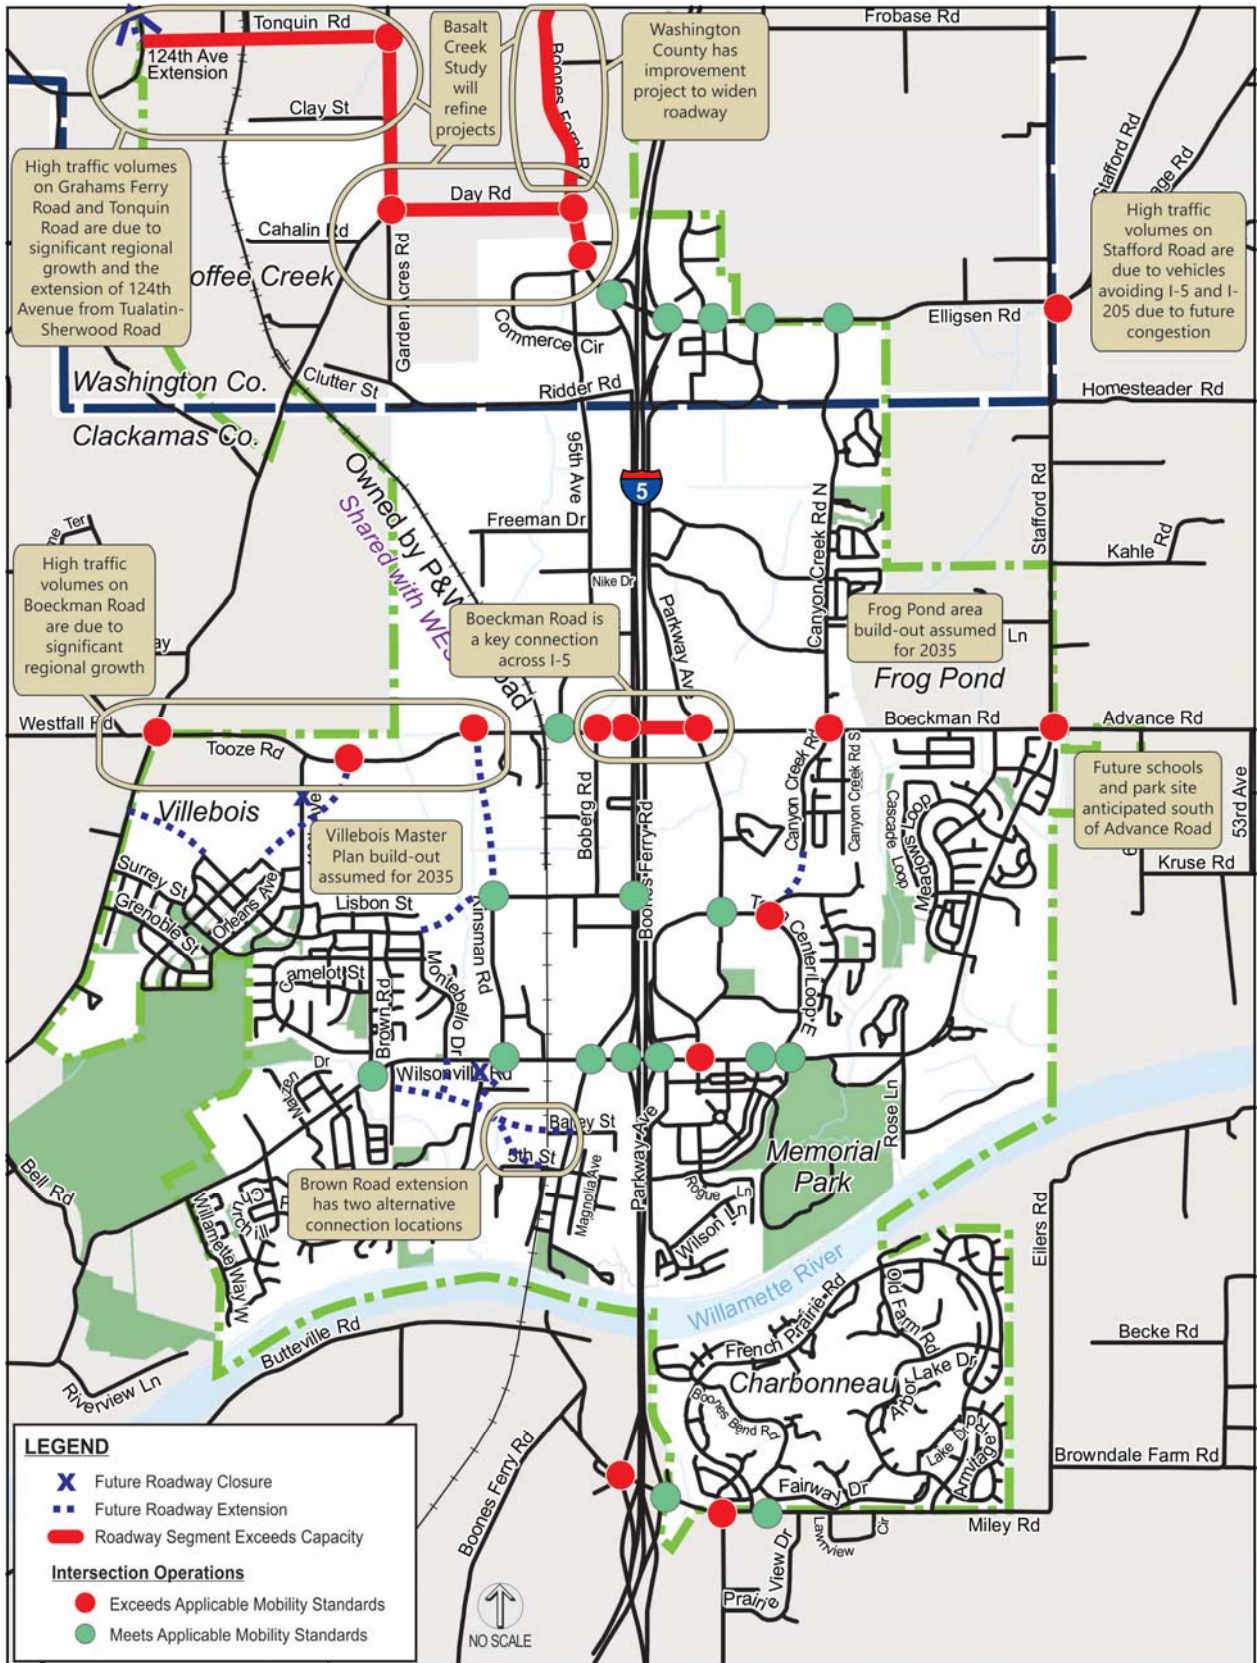 Tonquin Rd
124th Ave
Extension
Clay St
Basalt
Creek
Study
will
refine
projects
Washington
County has
improvement
project to widen
roadway
Frobase Rd
Stafford Rd
High traffic volumes
on Grahams Ferry
Road and Tonquin
Road are due to
significant regional
growth and the
extension of 124th
Avenue from Tualatin-
Sherwood Road
Day Rd
Cahalin Rd
Garden Acres Rd
High traffic
volumes on
Stafford Road are
due to vehicles
avoiding I-5 and I-
205 due to future
congestion
Elligsen Rd
Commerce Cir
Washington Co.
Clackamas Co.
Clutter St
Ridder Rd
Homesteader Rd
95th Ave
5
Owned by P&W
Shared with WES
Freeman Dr
Nike Dr
Parkway Ave
Canyon Creek Rd N
Stafford Rd
Kahle Rd
High traffic
volumes on
Boeckman Road
are due to
significant
regional growth
Boeckman Road is
a key connection
across I-5
Frog Pond area
build-out assumed
for 2035
Ln
Frog Pond
Westfall Rd
Tooze Rd
Boeckman Rd
Advance Rd
Villebois
Villebois Master
Plan build-out
assumed for 2035
Boberg Rd
Boones Ferry Rd
Canyon Creek Rd
Canyon Creek Rd S
Cascade Loop
Meadows Loop
Future schools
and park site
anticipated south
of Advance Road
53rd Ave
Kruse Rd
Surrey St
Grenoble St
Orleans Ave
Lisbon St
Camelot St
Brown Rd
Montebello Dr
Kinsman Rd
Town Center Loop E
Wilsonville Rd
Dr
Barley St
5th St
Magnolia Ave
Parkway Ave
Rogue
Ln
Wilson Ln
Rose Ln
Memorial
Park
Brown Road extension
has two alternative
connection locations
Bell Rd
Willamette Way W
Churchill
Willamette River
Eilers Rd
Butteville Rd
Riverview Ln
French Prairie Rd
Old Farm Rd
Charbonneau
Arbor Lake Dr
Lake Dr
Armitage Rd
Boones Bend Rd
Fairway Dr
Becke Rd
Browndale Farm Rd
Miley Rd
Lawnview
Cir
Prairie View Dr
Boones Ferry Rd
LEGEND
X Future Roadway Closure
Future Roadway Extension
Roadway Segment Exceeds Capacity
Intersection Operations
Exceeds Applicable Mobility Standards
Meets Applicable Mobility Standards
NO SCALE